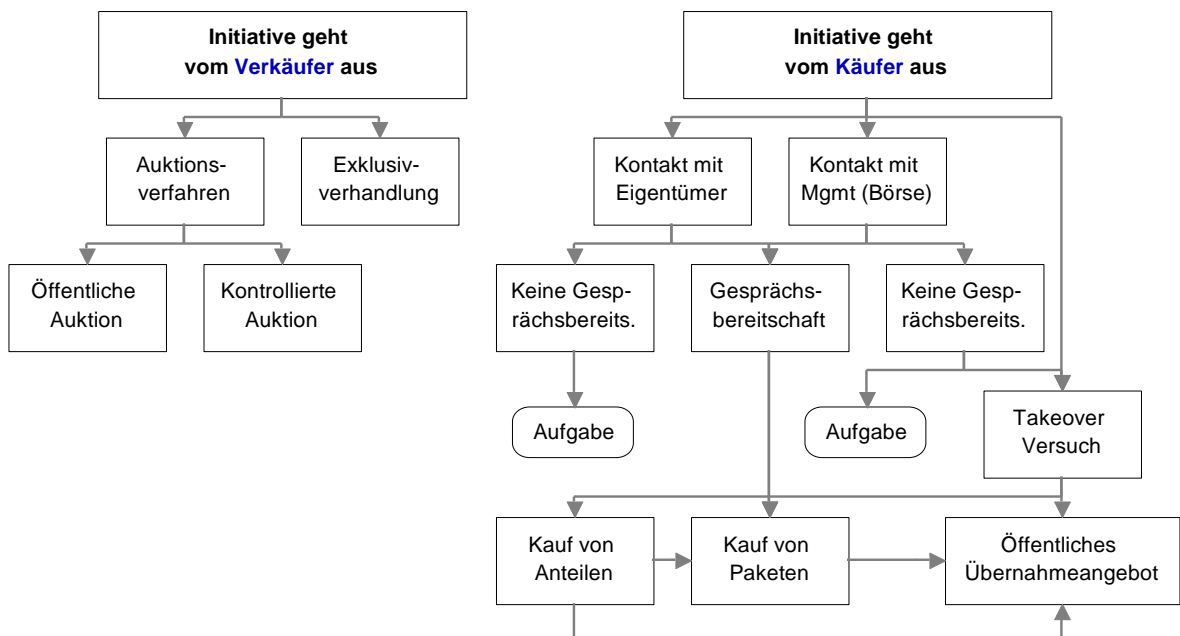 Initiative geht
vom Verkäufer aus
Initiative geht
vom Käufer aus
Auktions-
verfahren
Exklusiv-
verhandlung
Kontakt mit
Eigentümer
Kontakt mit
Mgmt (Börse)
Öffentliche
Auktion
Kontrollierte
Auktion
Keine Gesp-
rächsbereits.
Gesprächs-
bereitschaft
Keine Gesp-
rächsbereits.
Aufgabe
Aufgabe
Takeover
Versuch
Kauf von
Anteilen
Kauf von
Paketen
Öffentliches
Übernahmeangebot